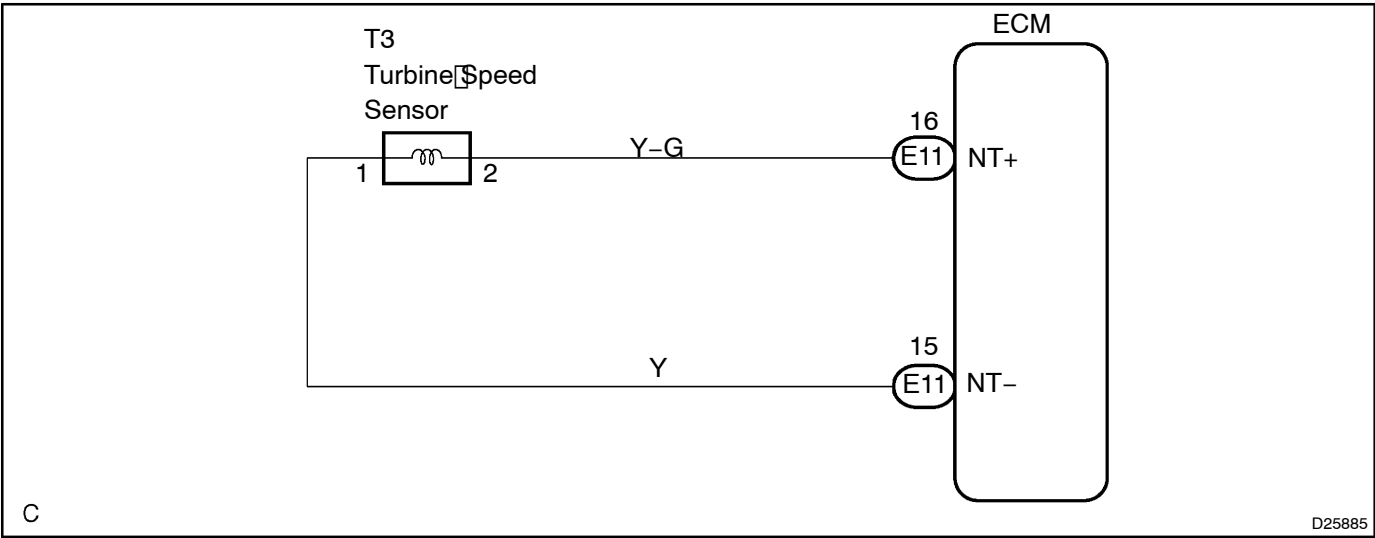 ECM
T3
Turbine Speed
Sensor
1
2
Y−G
16
E11
NT+
15
E11
NT−
Y
C
D25885